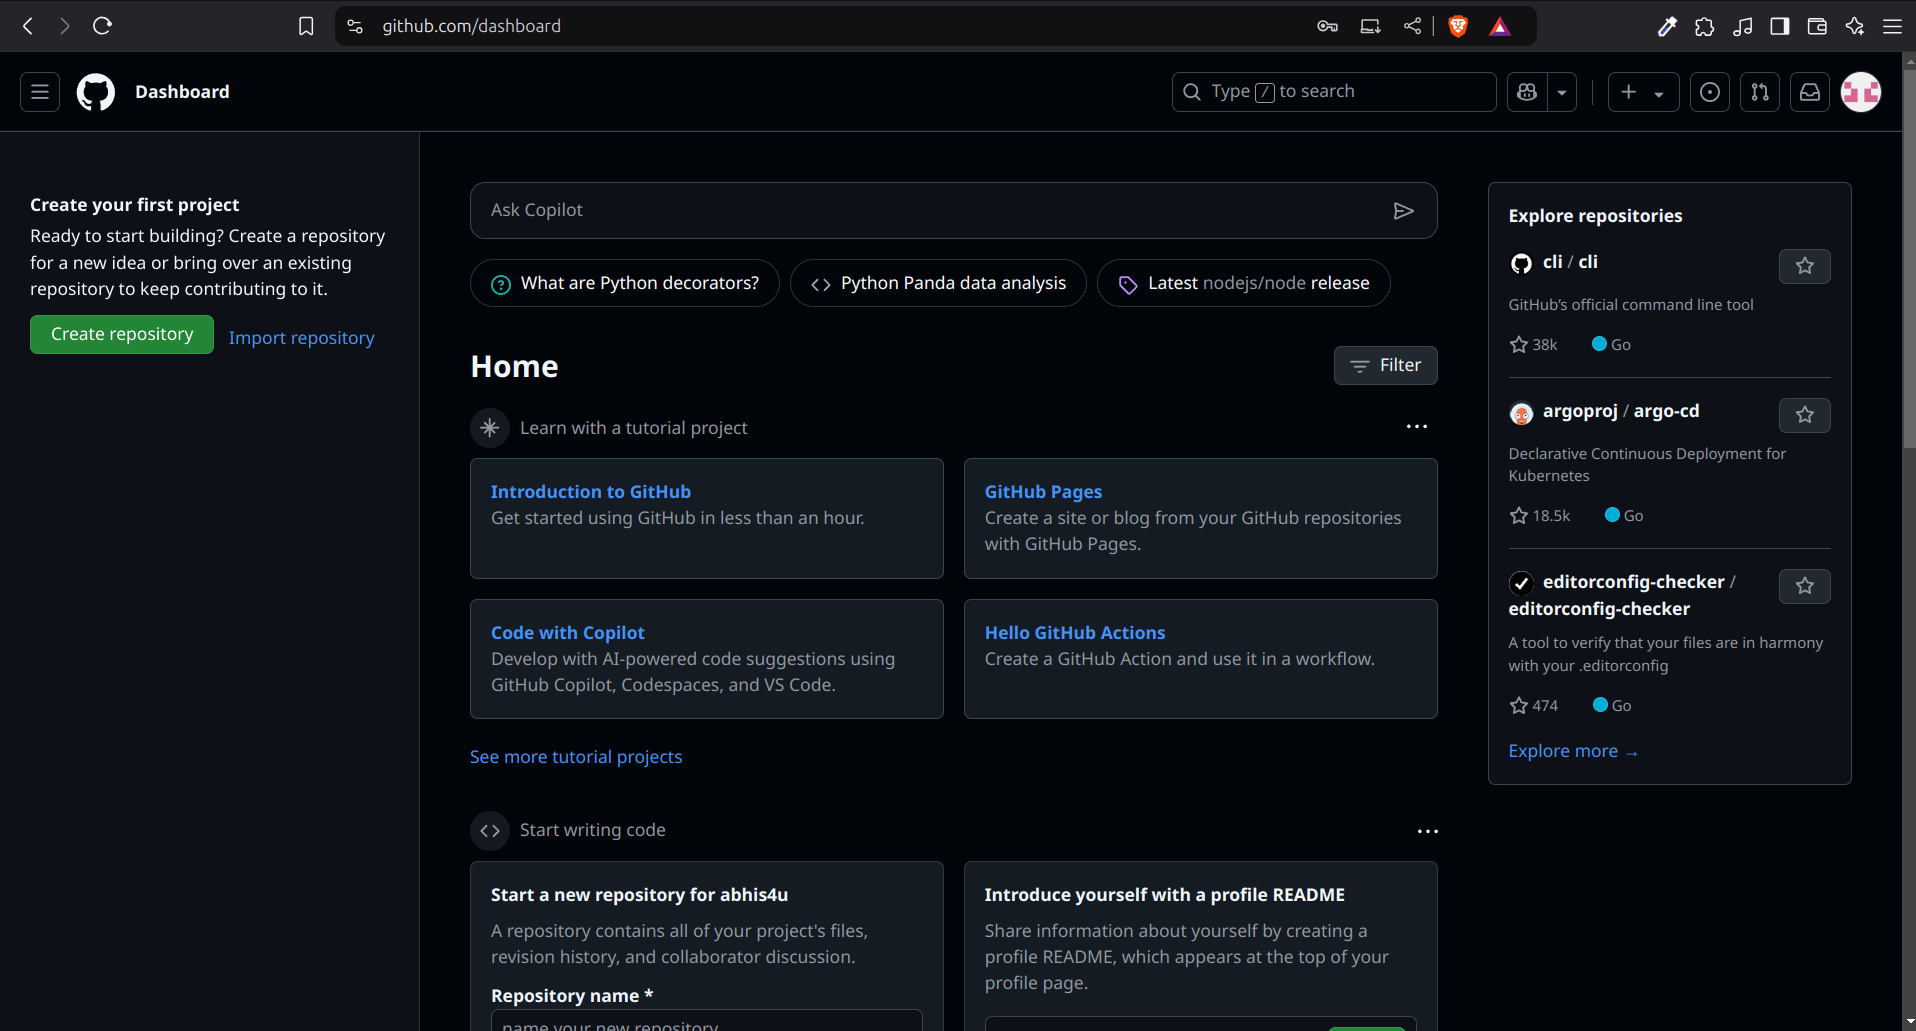 github.com/dashboard
Dashboard
Type / to search
Create your first project
Ready to start building? Create a repository
for a new idea or bring over an existing
repository to keep contributing to it.
Create repository
Import repository
Ask Copilot
What are Python decorators?
Python Panda data analysis
Latest nodejs/node release
Home
Filter
Learn with a tutorial project
Introduction to GitHub
Get started using GitHub in less than an hour.
GitHub Pages
Create a site or blog from your GitHub repositories
with GitHub Pages.
Code with Copilot
Develop with AI-powered code suggestions using
GitHub Copilot, Codespaces, and VS Code.
Hello GitHub Actions
Create a GitHub Action and use it in a workflow.
See more tutorial projects
Start writing code
Start a new repository for abhis4u
A repository contains all of your project's files,
revision history, and collaborator discussion.
Repository name *
name your new repository
Introduce yourself with a profile README
Share information about yourself by creating a
profile README, which appears at the top of your
profile page.
Explore repositories
cli / cli
GitHub's official command line tool
38k
Go
argoproj / argo-cd
Declarative Continuous Deployment for
Kubernetes
18.5k
Go
editorconfig-checker /
editorconfig-checker
A tool to verify that your files are in harmony
with your .editorconfig
474
Go
Explore more →